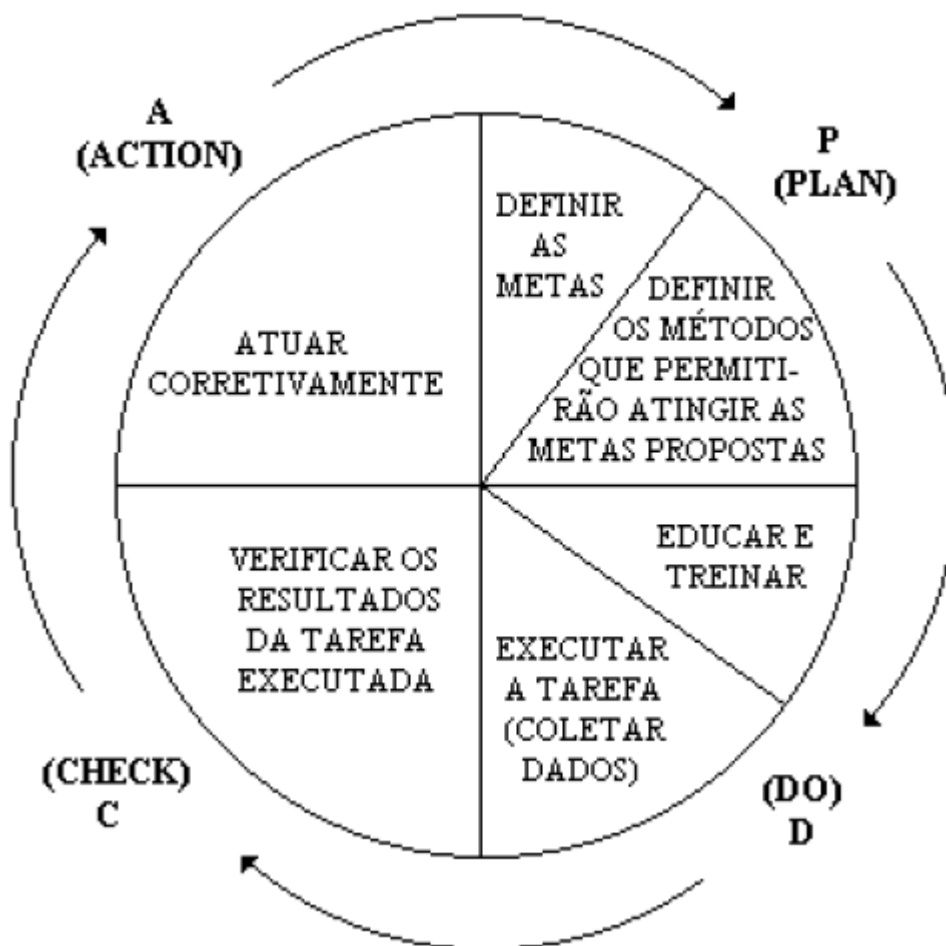 A
(ACTION)
P
(PLAN)
DEFINIR
AS
METAS
DEFINIR
OS MÉTODOS
QUE PERMITI-
RÃO ATINGIR AS
METAS PROPOSTAS
EDUCAR E
TREINAR
EXECUTAR
A TAREFA
(COLETAR
DADOS)
(DO)
D
VERIFICAR OS
RESULTADOS
DA TAREFA
EXECUTADA
(CHECK)
C
ATUAR
CORRETIVAMENTE